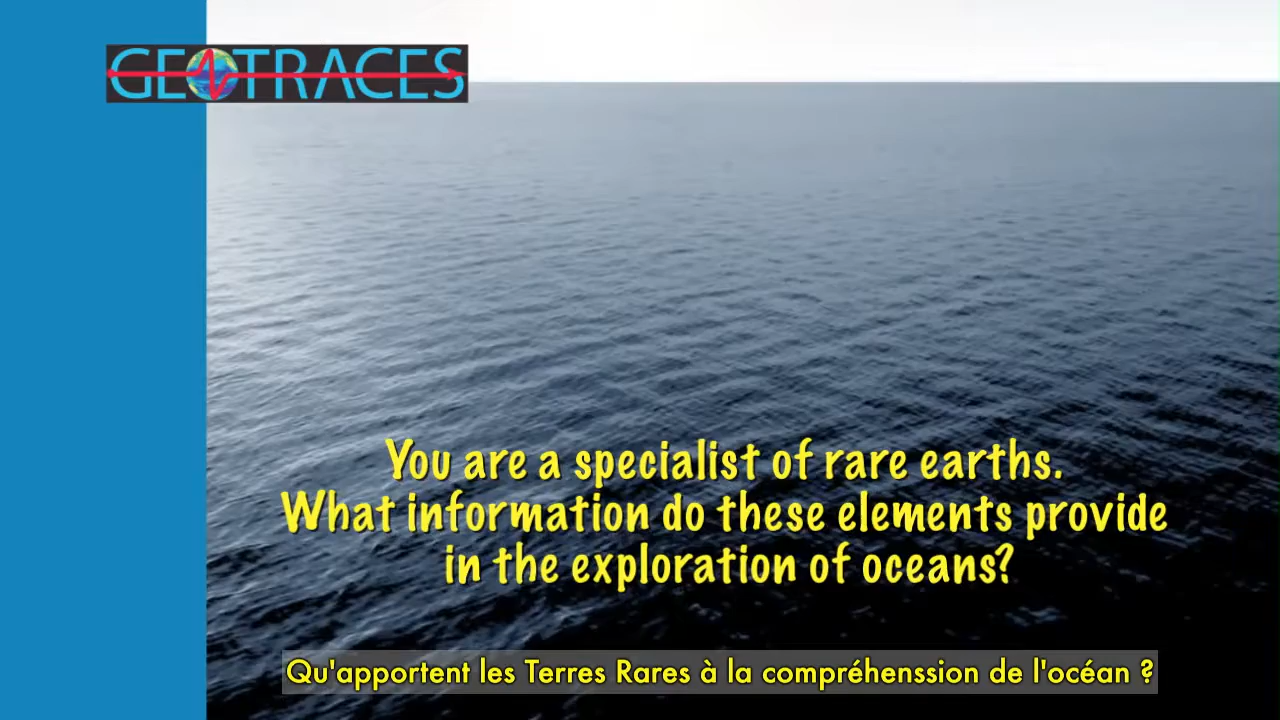 GEOTRACES
You are a specialist of rare earths.
What information do these elements provide
in the exploration of oceans?
Qu'apportent les Terres Rares à la compréhenssion de l'océan ?